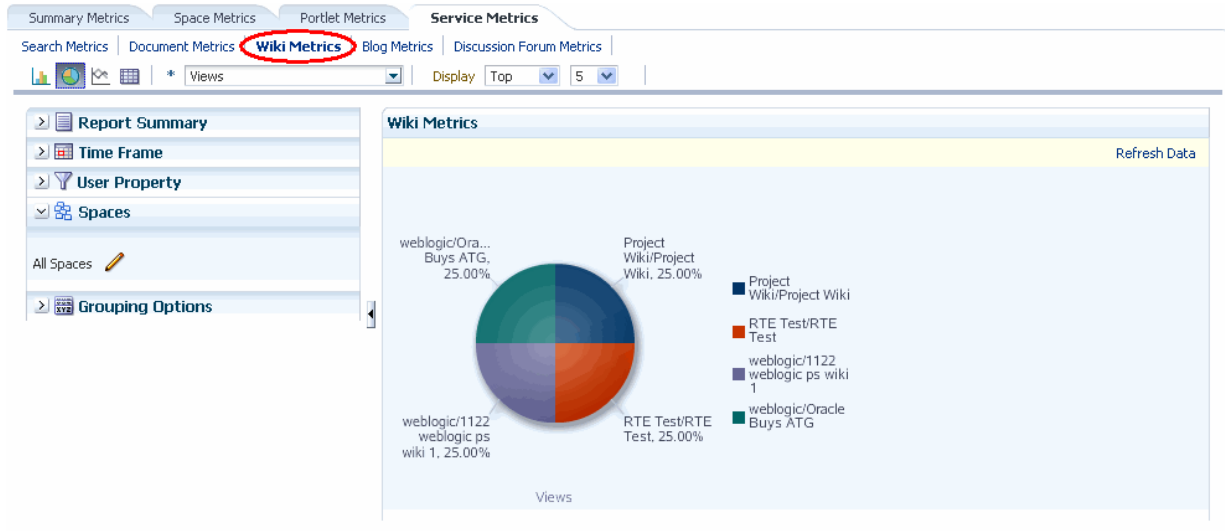 Summary Metrics Space Metrics Portlet Metrics Service Metrics
Search Metrics Document Metrics Wiki Metrics Blog Metrics Discussion Forum Metrics
* Views Display Top 5
Report Summary
Time Frame
User Property
Spaces
All Spaces
Grouping Options
Wiki Metrics
Refresh Data
weblogic/Ora...
Buys ATG,
25.00%
Project
Wiki/Project
Wiki, 25.00%
weblogic/1122
weblogic ps
wiki 1, 25.00%
RTE Test/RTE
Test, 25.00%
Project
Wiki/Project Wiki
RTE Test/RTE
Test
weblogic/1122
weblogic ps wiki
1
weblogic/Oracle
Buys ATG
Views